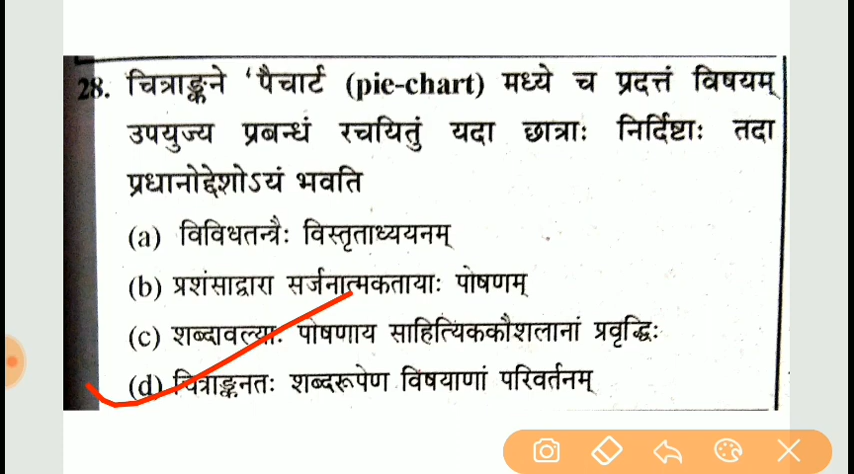 28. चित्राङ्कने 'पैचार्ट (pie-chart) मध्ये च प्रदत्तं विषयम्
उपयुज्य प्रबन्धं रचयितुं यदा छात्राः निर्दिष्टाः तदा
प्रधानोद्देशोऽयं भवति
(a) विविधतन्त्रैः विस्तृताध्ययनम्
(b) प्रशंसाद्वारा सर्जनात्मकतायाः पोषणम्
(c) शब्दावल्याः पोषणाय साहित्यिककौशलानां प्रवृद्धिः
(d) चित्राङ्कनतः शब्दरूपेण विषयाणां परिवर्तनम्